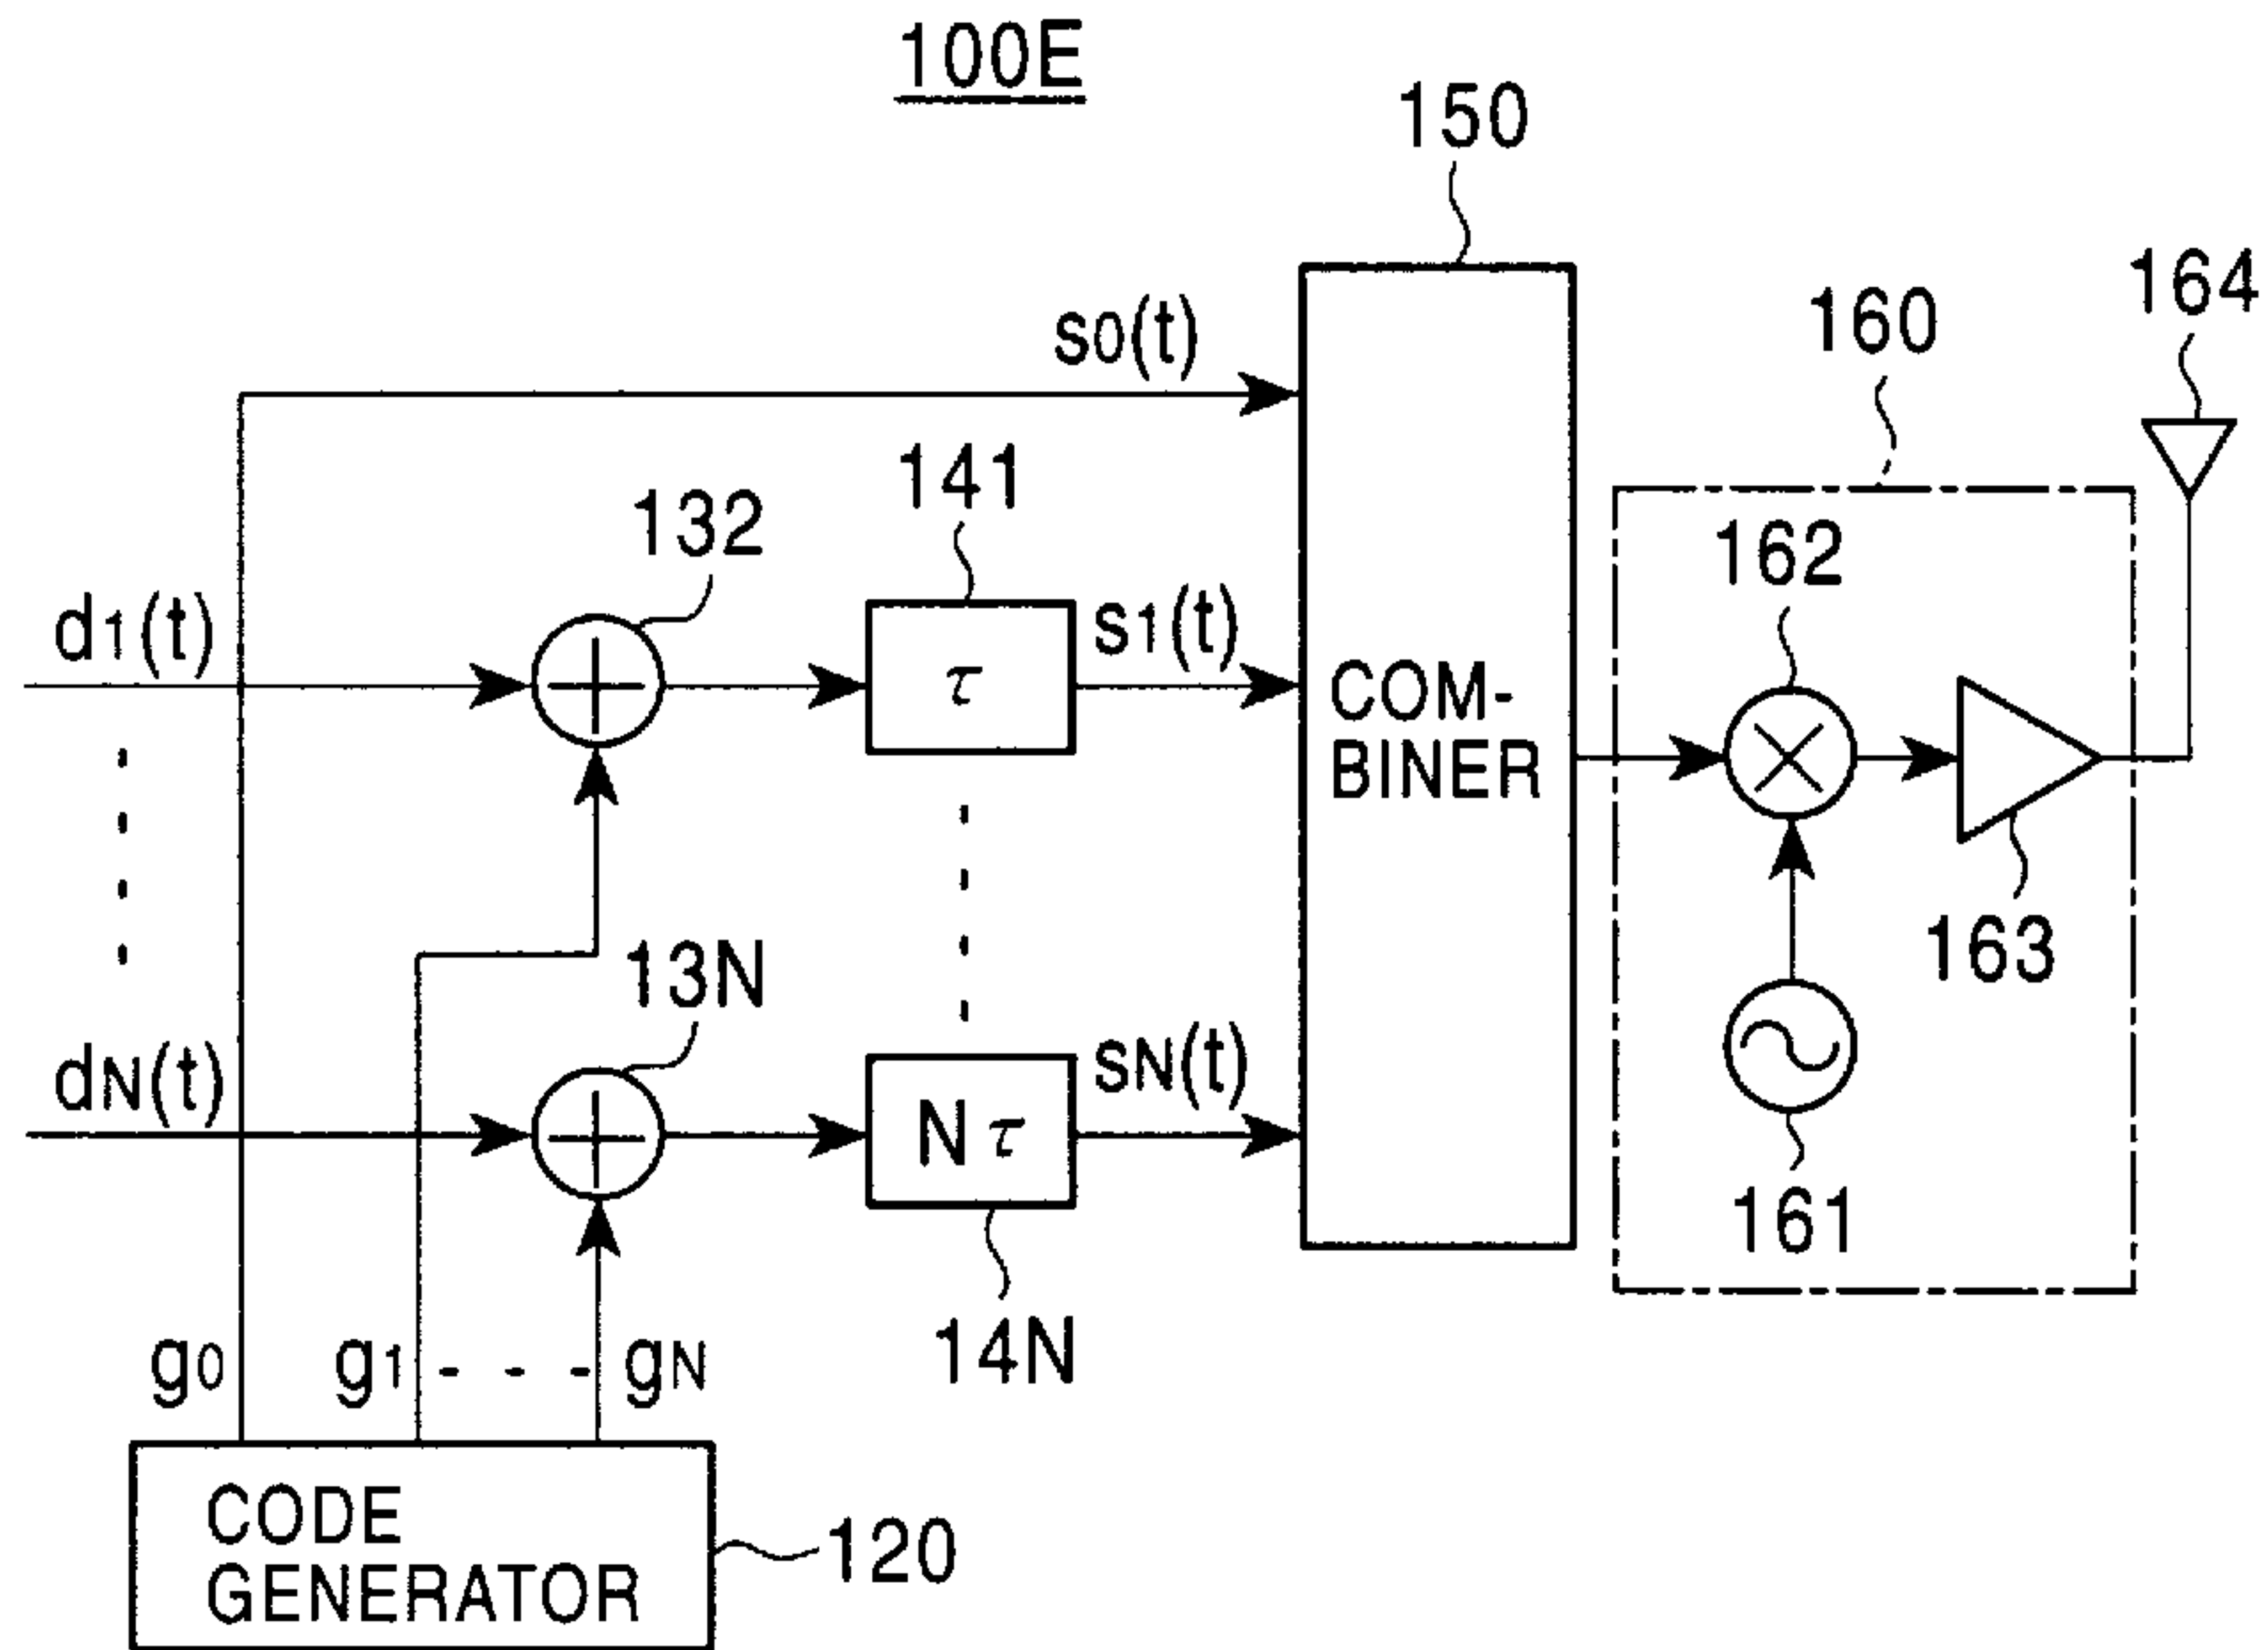 100E
150
164
160
s0(t)
141
132
162
d1(t)
τ
s1(t)
COM-
BINER
163
13N
dN(t)
Nτ
sN(t)
161
14N
g0
g1
gN
CODE
GENERATOR
120